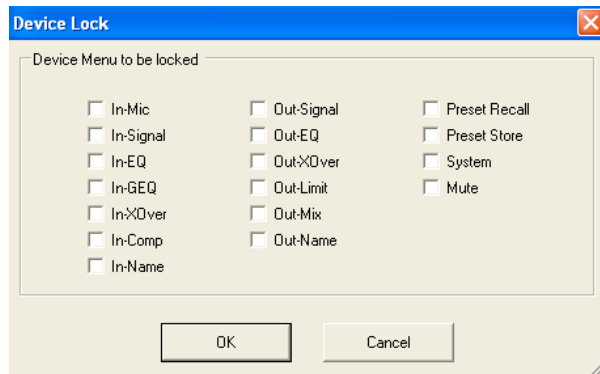 Device Lock
Device Menu to be locked
In-Mic
In-Signal
In-EQ
In-GEQ
In-XOver
In-Comp
In-Name
Out-Signal
Out-EQ
Out-XOver
Out-Limit
Out-Mix
Out-Name
Preset Recall
Preset Store
System
Mute
OK
Cancel